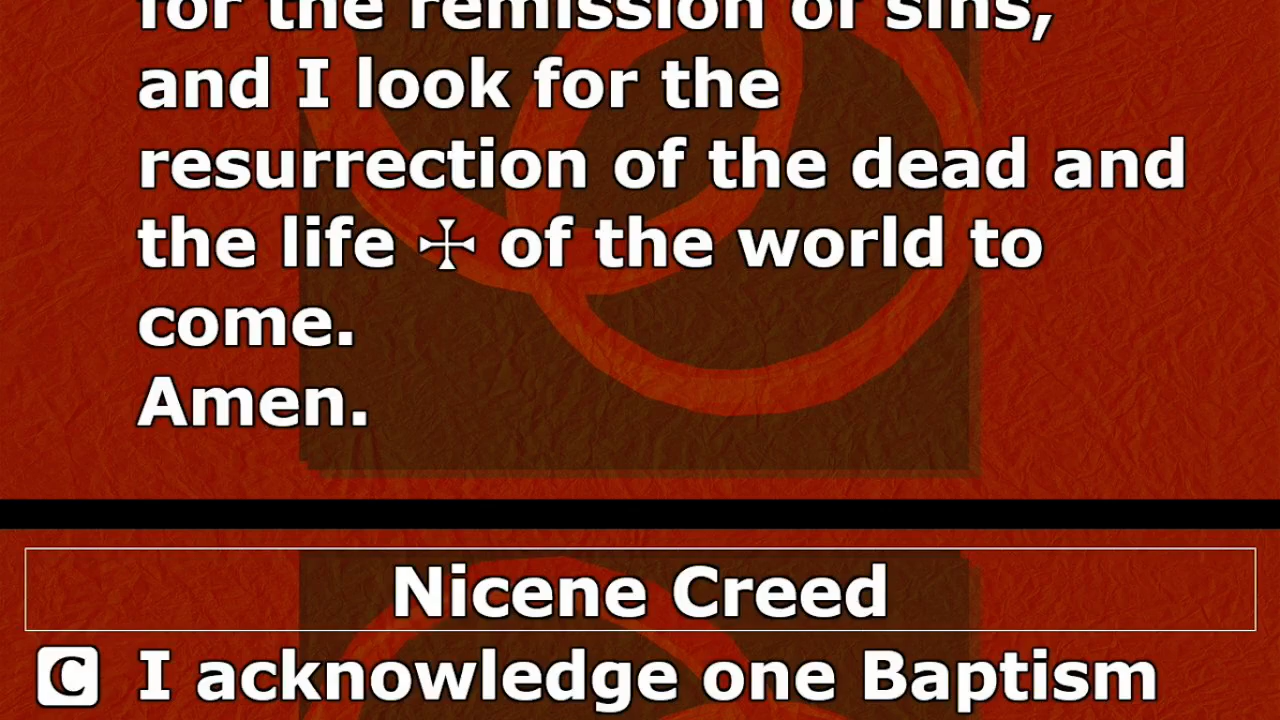 for the remission of sins,
and I look for the
resurrection of the dead and
the life ☩ of the world to
come.
Amen.
Nicene Creed
C I acknowledge one Baptism